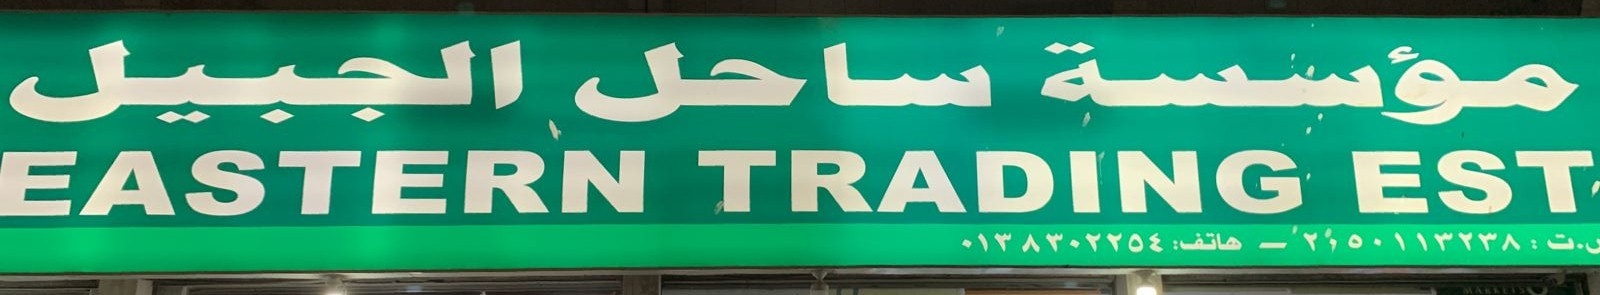 مؤسسة ساحل الجبيل
EASTERN TRADING EST
س.ت : ٢٠٥٠١١٣٢٣٨ – هاتف: ٠١٣٨٣٠٢٢٥٤